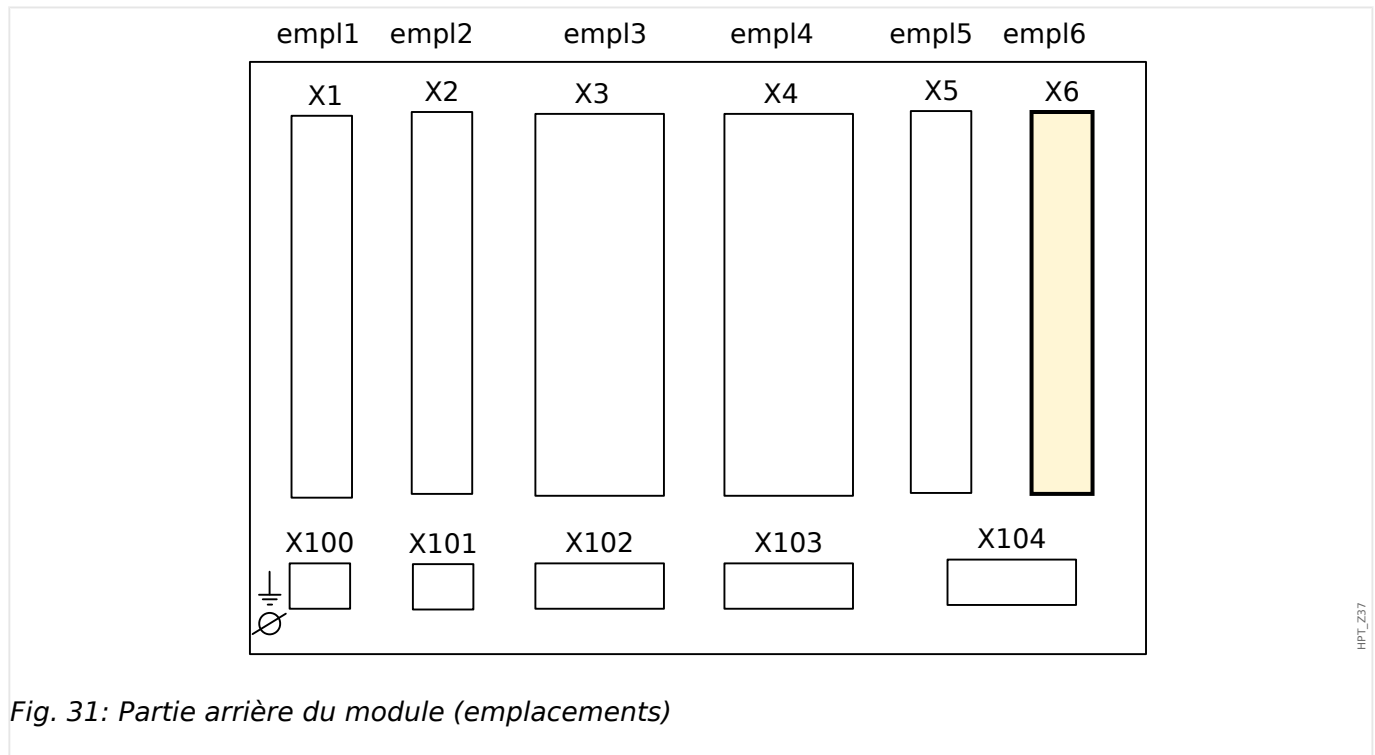 empl1 empl2 empl3 empl4 empl5 empl6
X1 X2 X3 X4 X5 X6
X100 X101 X102 X103 X104
HPT_Z37
Fig. 31: Partie arrière du module (emplacements)